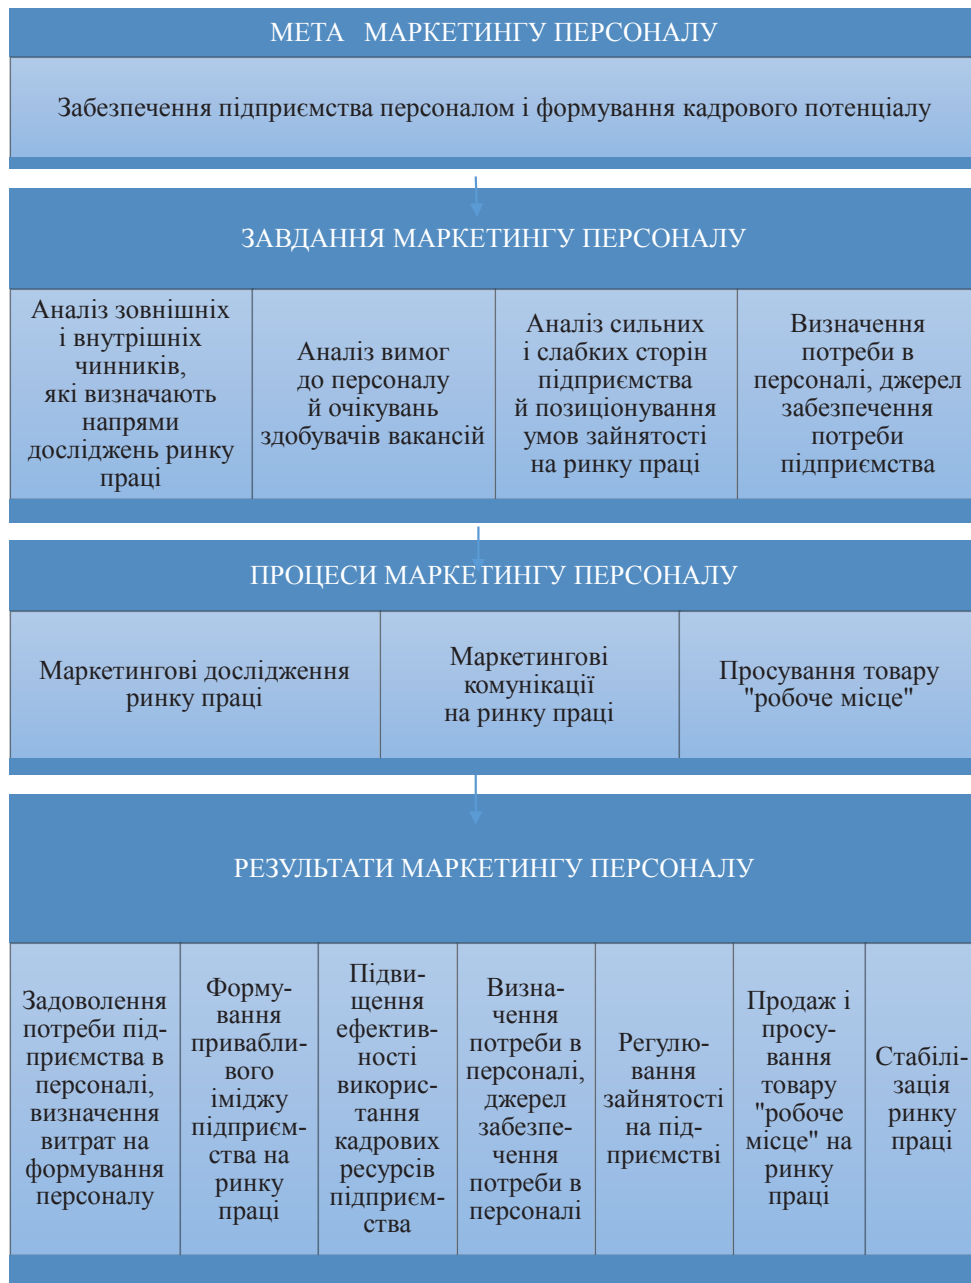 МЕТА МАРКЕТИНГУ ПЕРСОНАЛУ
Забезпечення підприємства персоналом і формування кадрового потенціалу
ЗАВДАННЯ МАРКЕТИНГУ ПЕРСОНАЛУ
Аналіз зовнішніх
і внутрішніх
чинників,
які визначають
напрями
досліджень ринку
праці
Аналіз вимог
до персоналу
й очікувань
здобувачів вакансій
Аналіз сильних
і слабких сторін
підприємства
й позиціонування
умов зайнятості
на ринку праці
Визначення
потреби в
персоналі, джерел
забезпечення
потреби
підприємства
ПРОЦЕСИ МАРКЕТИНГУ ПЕРСОНАЛУ
Маркетингові дослідження
ринку праці
Маркетингові
комунікації
на ринку праці
Просування товару
"робоче місце"
РЕЗУЛЬТАТИ МАРКЕТИНГУ ПЕРСОНАЛУ
Задоволення
потреби під-
приємства в
персоналі,
визначення
витрат на
формування
персоналу
Форму-
вання
привабли-
вого
іміджу
підприєм-
ства на
ринку
праці
Підви-
щення
ефектив-
ності
викорис-
тання
кадрових
ресурсів
підприєм-
ства
Визна-
чення
потреби в
персоналі,
джерел
забезпе-
чення
потреби в
персоналі
Регулю-
вання
зайнятості
на під-
приємстві
Продаж і
просу-
вання
товару
"робоче
місце" на
ринку
праці
Стабілі-
зація
ринку
праці